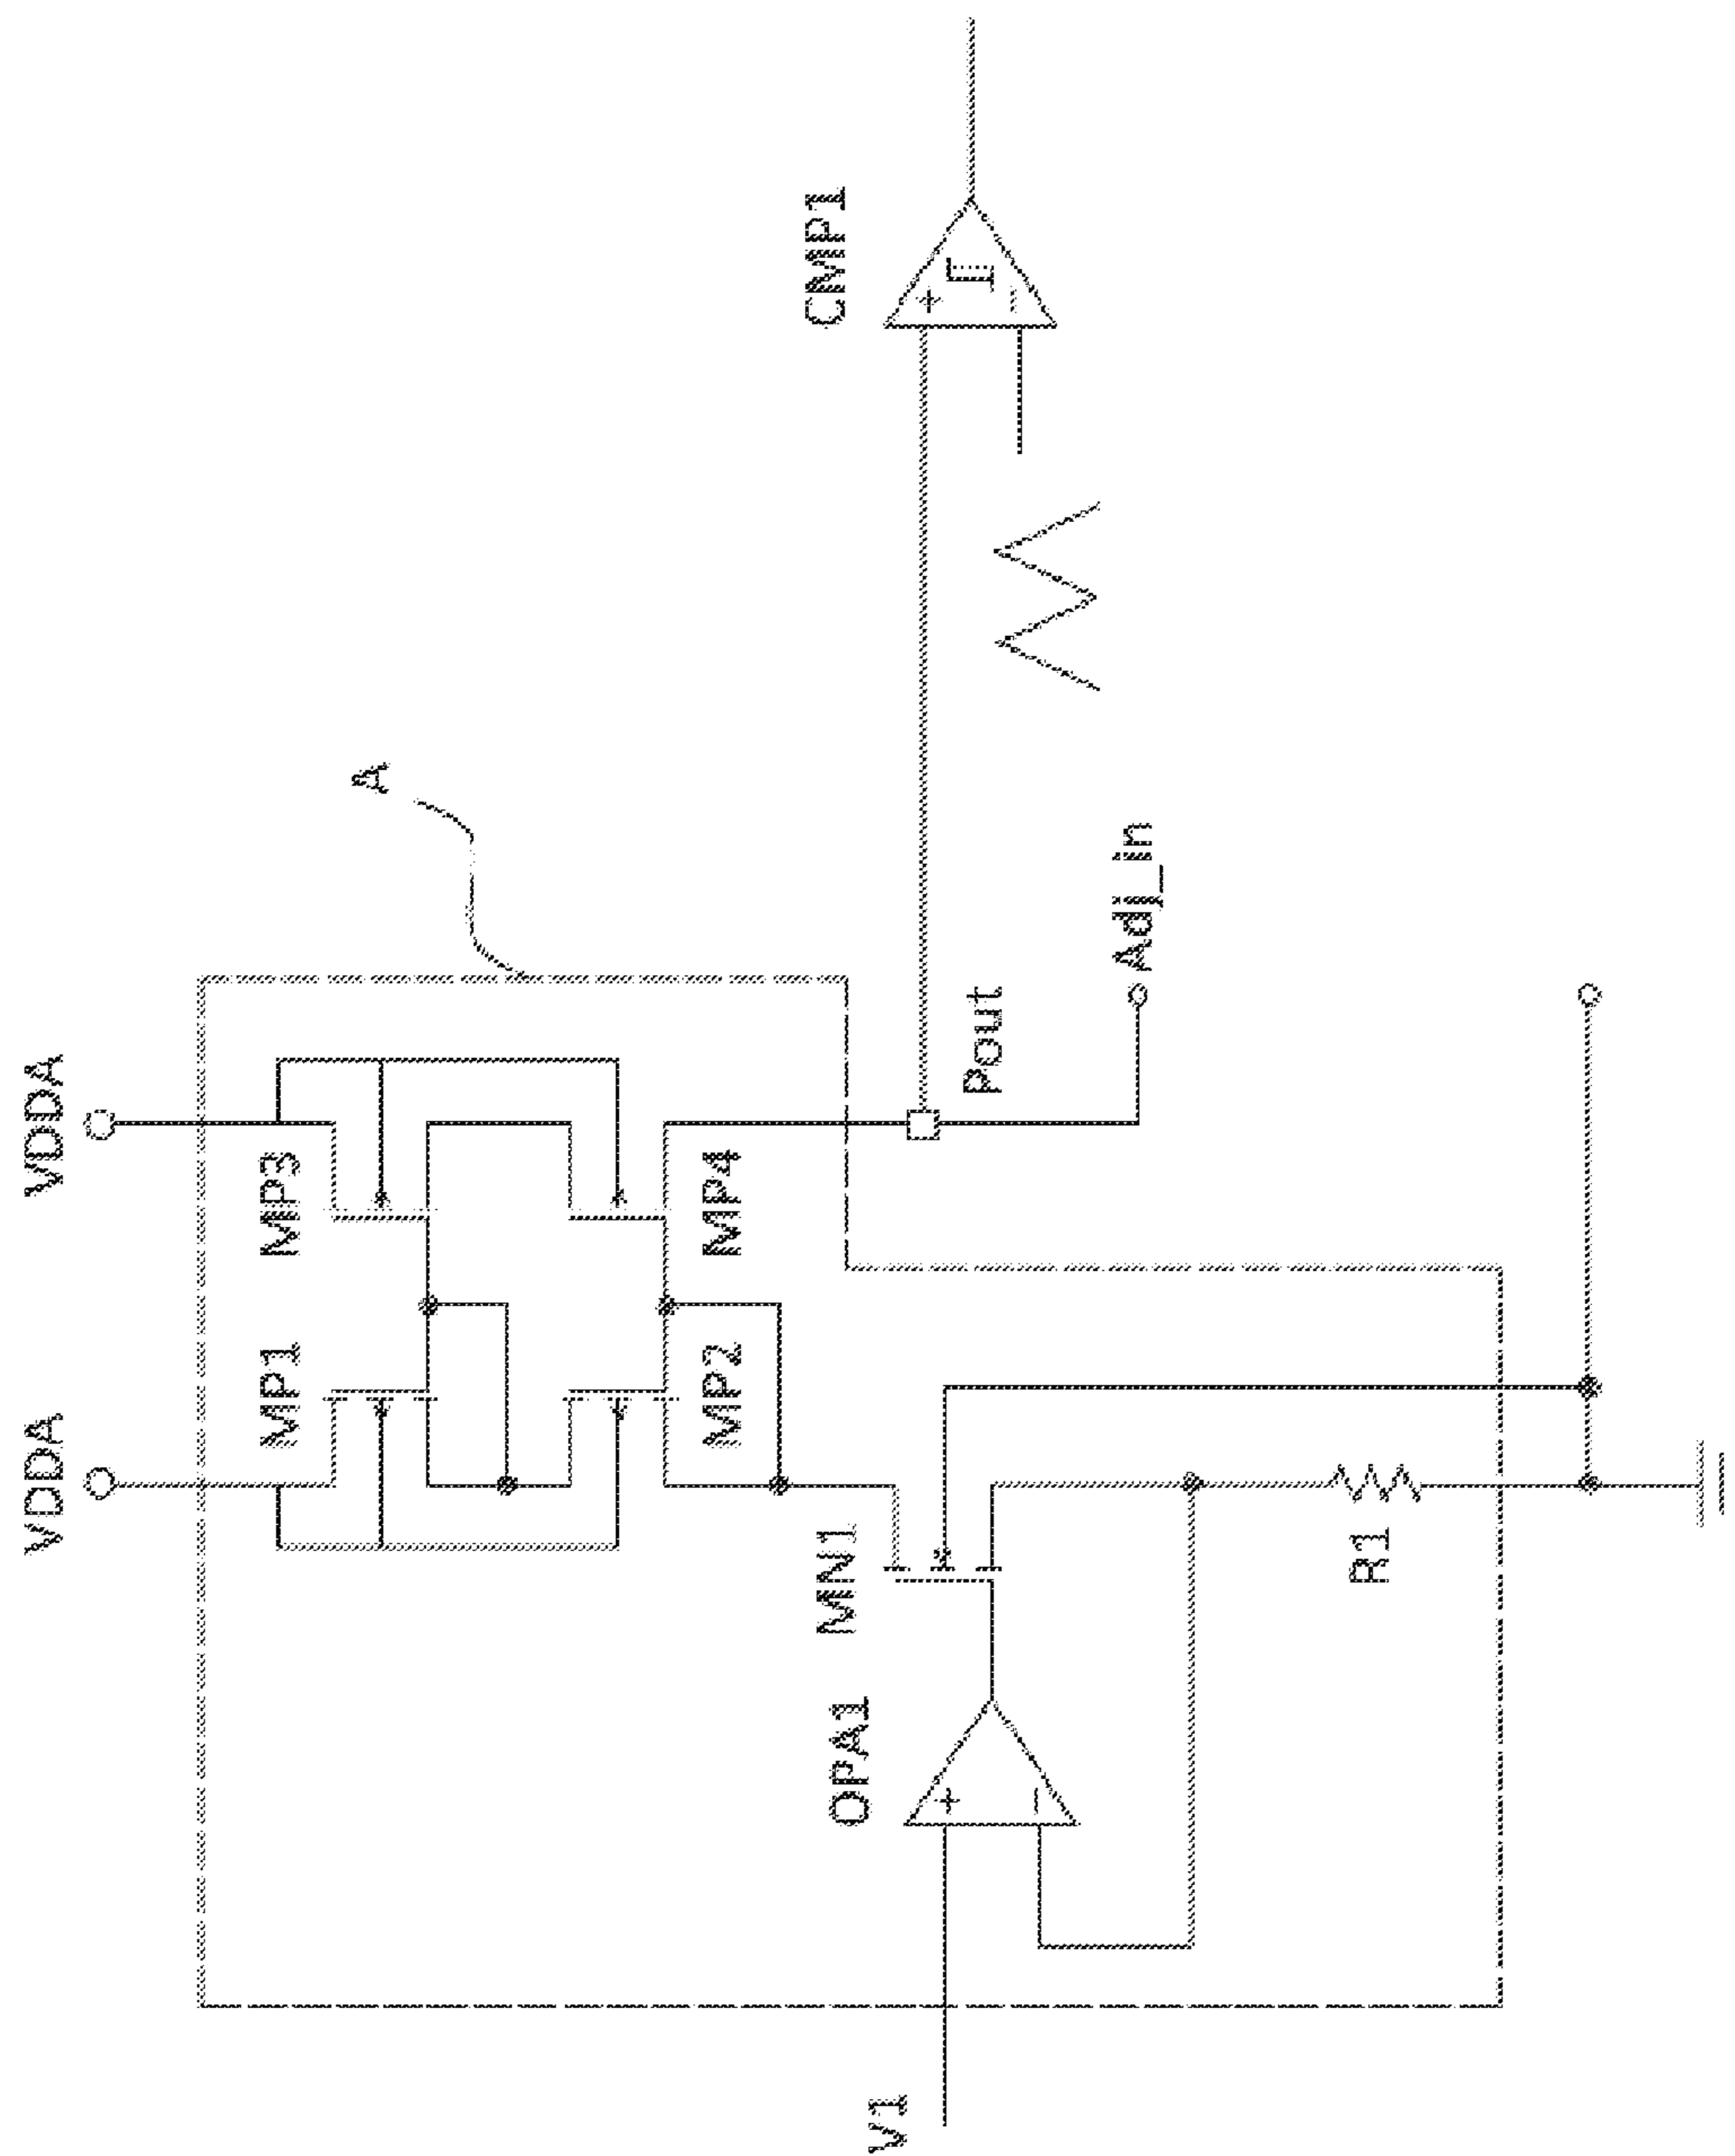 VDDA
VDDA
MP1
MP3
MP2
MP4
A
MN1
OPA1
V1
R1
Pout
Adj_in
CMP1
+
−
+
−